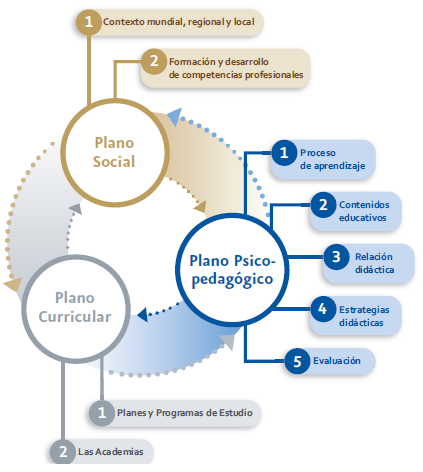 1 Contexto mundial, regional y local
2 Formación y desarrollo
de competencias profesionales
Plano
Social
1 Proceso
de aprendizaje
2 Contenidos
educativos
Plano Psico-
pedagógico
3 Relación
didáctica
Plano
Curricular
4 Estrategias
didácticas
5 Evaluación
1 Planes y Programas de Estudio
2 Las Academias